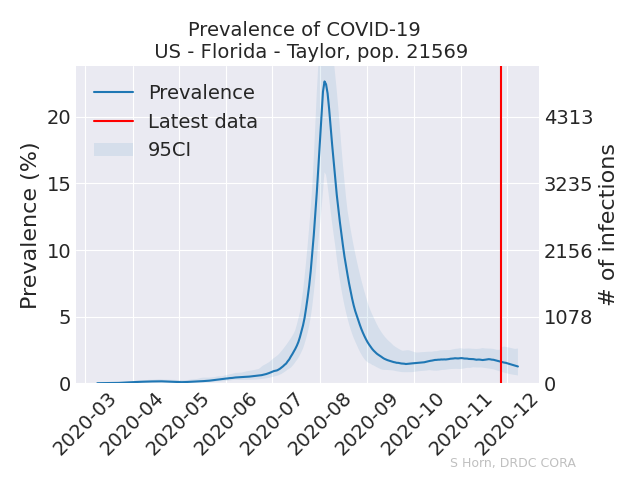 Prevalence of COVID-19
US - Florida - Taylor, pop. 21569
Prevalence
Latest data
95CI
Prevalence (%)
20
15
10
5
0
4313
3235
2156
1078
0
# of infections
2020-03
2020-04
2020-05
2020-06
2020-07
2020-08
2020-09
2020-10
2020-11
2020-12
S Horn, DRDC CORA